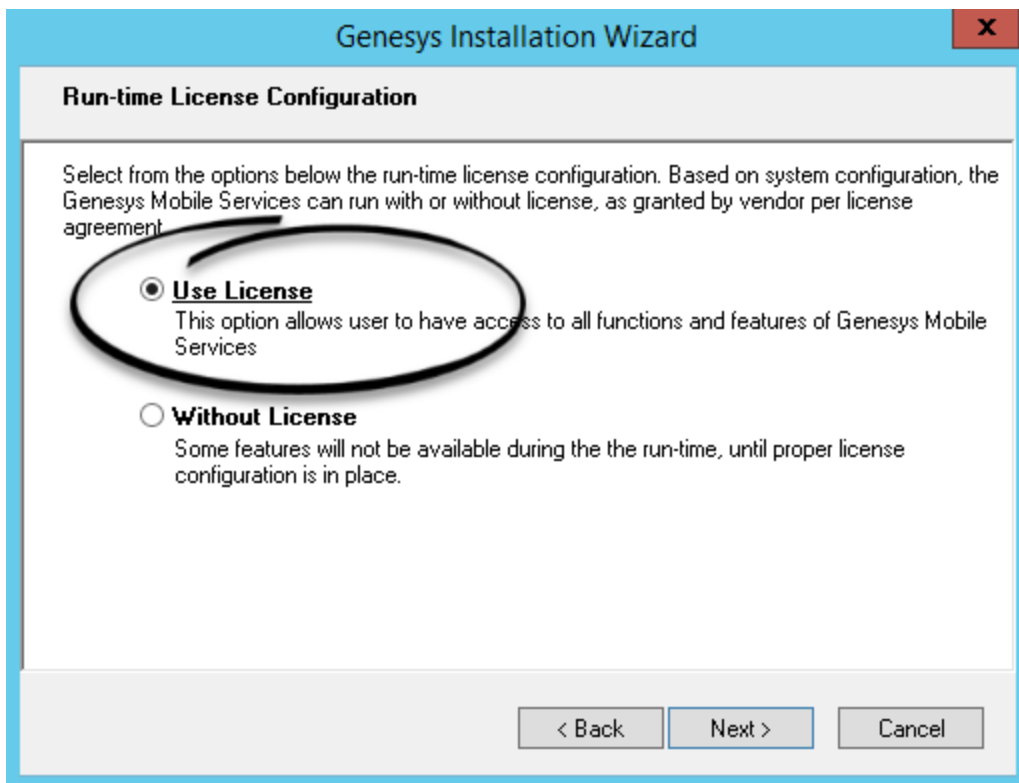 Genesys Installation Wizard
x
Run-time License Configuration
Select from the options below the run-time license configuration. Based on system configuration, the
Genesys Mobile Services can run with or without license, as granted by vendor per license
agreement.
Use License
This option allows user to have access to all functions and features of Genesys Mobile
Services
Without License
Some features will not be available during the the run-time, until proper license
configuration is in place.
< Back
Next >
Cancel